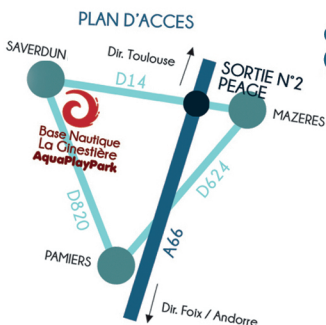 PLAN D'ACCES
SAVERDUN
Dir. Toulouse
SORTIE N°2
PEAGE
D14
MAZERES
Base Nautique
La Ginestière
AquaPlayPark
D820
D624
A66
PAMIERS
Dir. Foix / Andorre